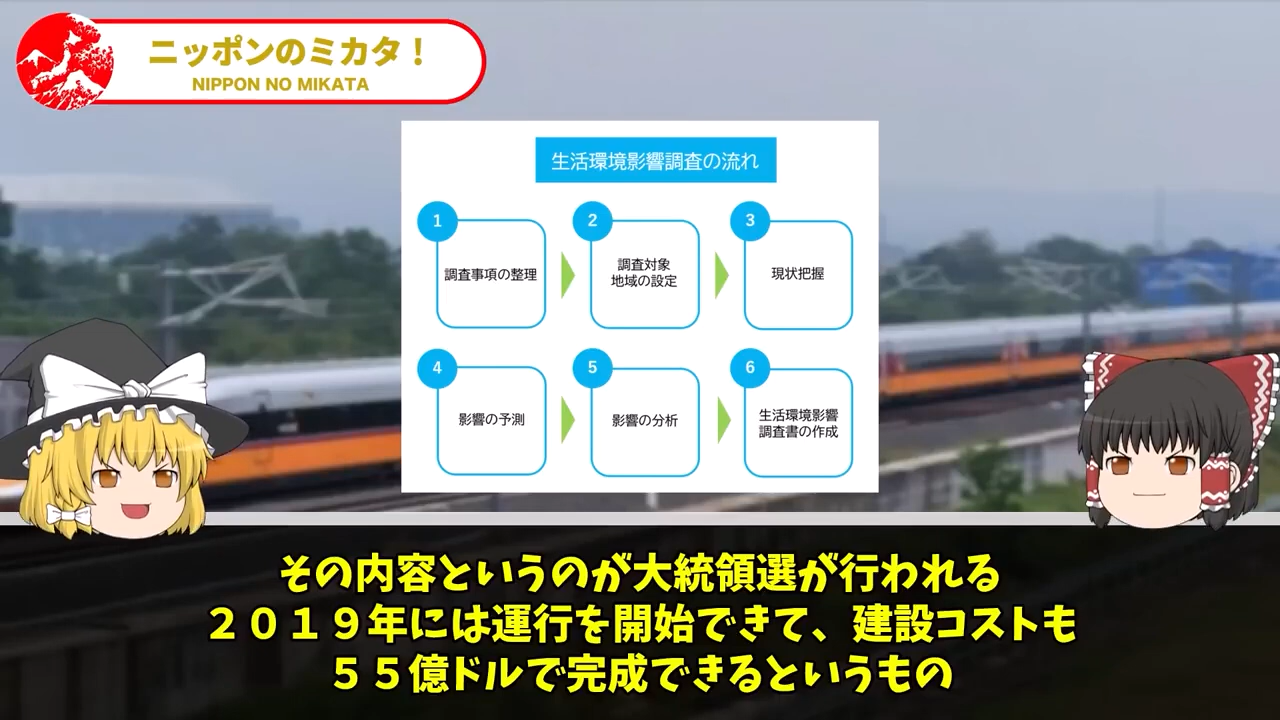 ニッポンのミカタ！
NIPPON NO MIKATA
生活環境影響調査の流れ
1
調査事項の整理
2
調査対象
地域の設定
3
現状把握
4
影響の予測
5
影響の分析
6
生活環境影響
調査書の作成
その内容というのが大統領選が行われる
２０１９年には運行を開始できて、建設コストも
５５億ドルで完成できるというもの